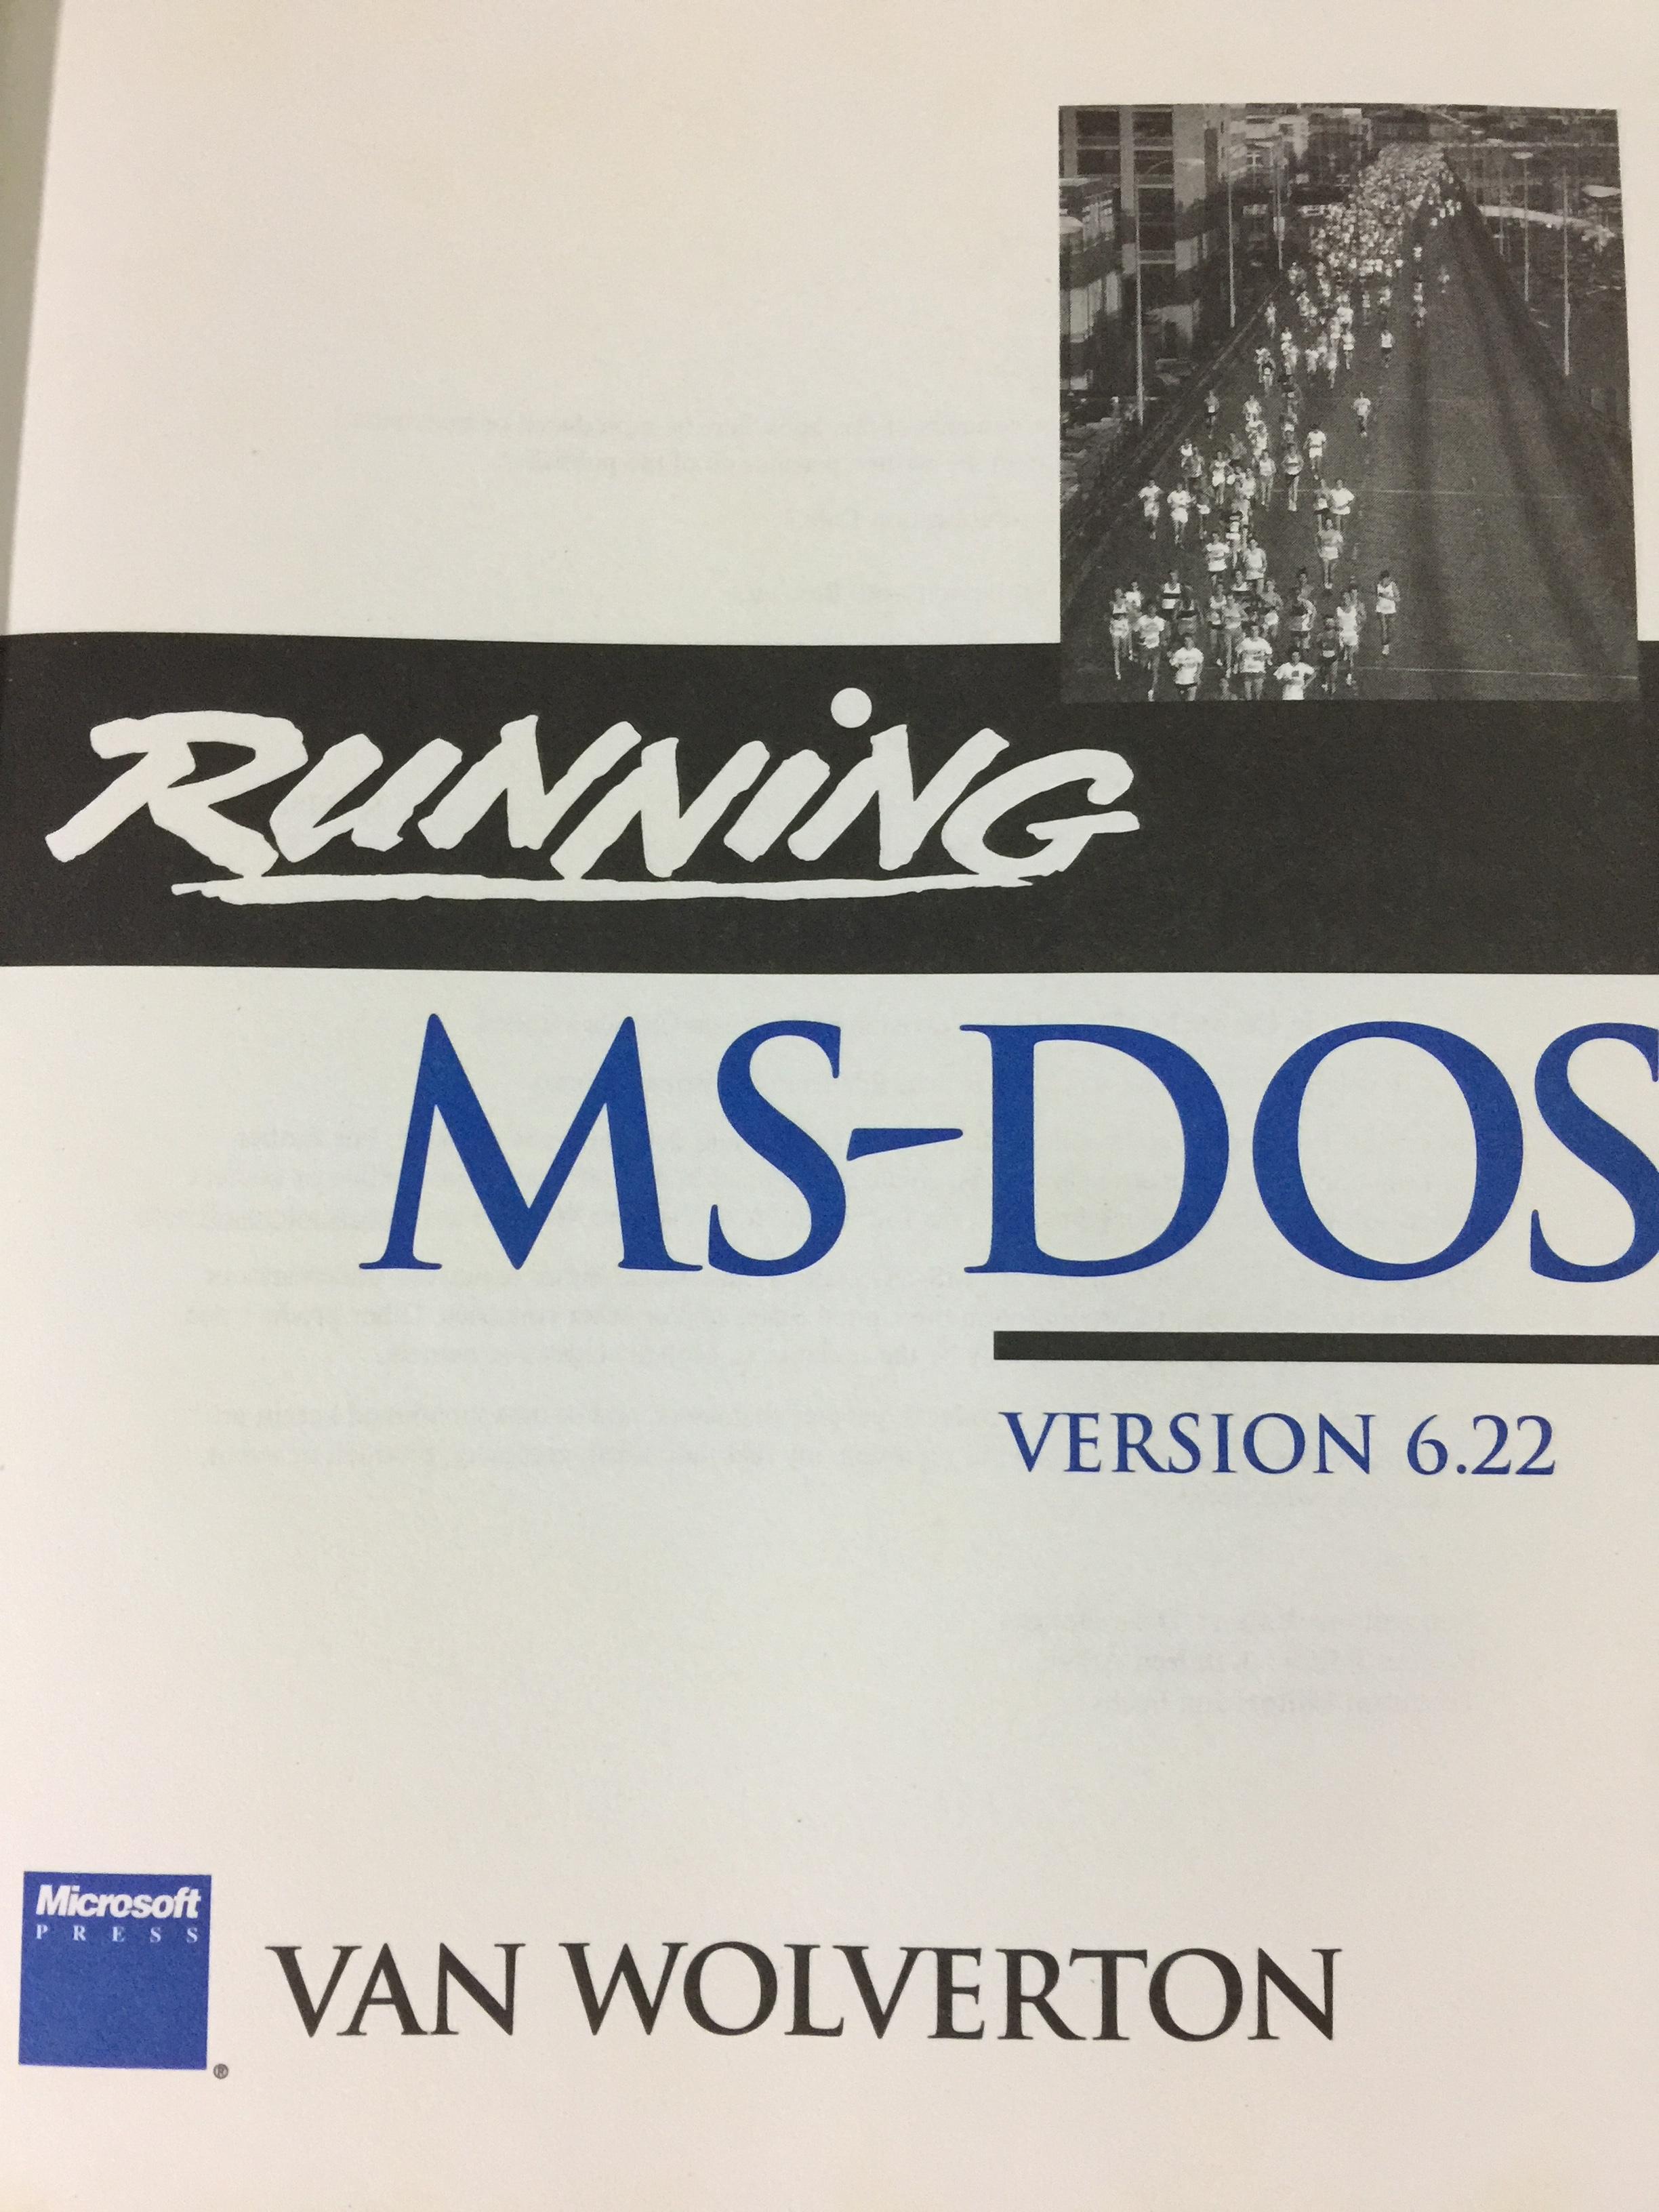 RUNNiNG
MS-DOS
VERSION 6.22
Microsoft
PRESS
®
VAN WOLVERTON